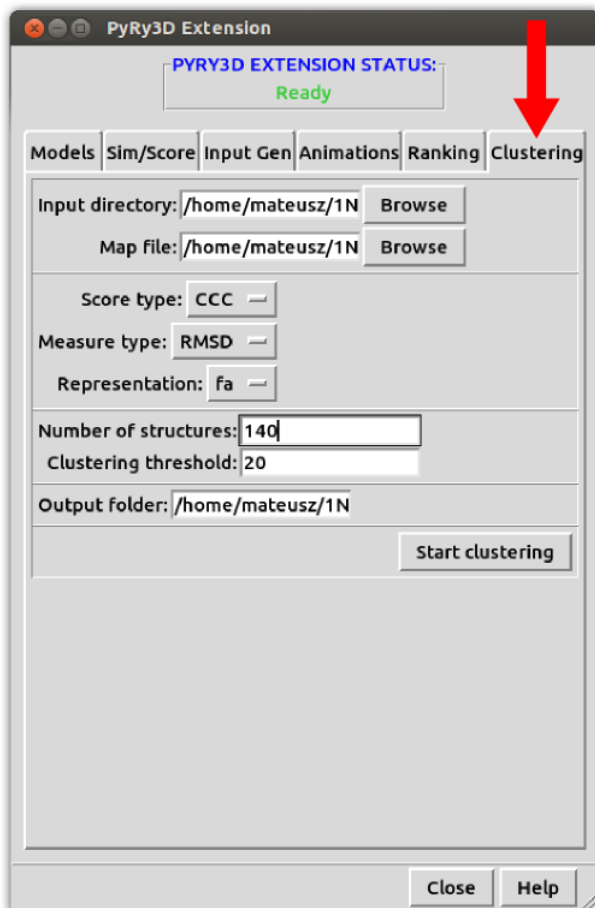 PyRy3D Extension
PYRY3D EXTENSION STATUS:
Ready
Models Sim/Score Input Gen Animations Ranking Clustering
Input directory: /home/mateusz/1N Browse
Map file: /home/mateusz/1N Browse
Score type: CCC
Measure type: RMSD
Representation: fa
Number of structures: 140
Clustering threshold: 20
Output folder: /home/mateusz/1N
Start clustering
Close Help